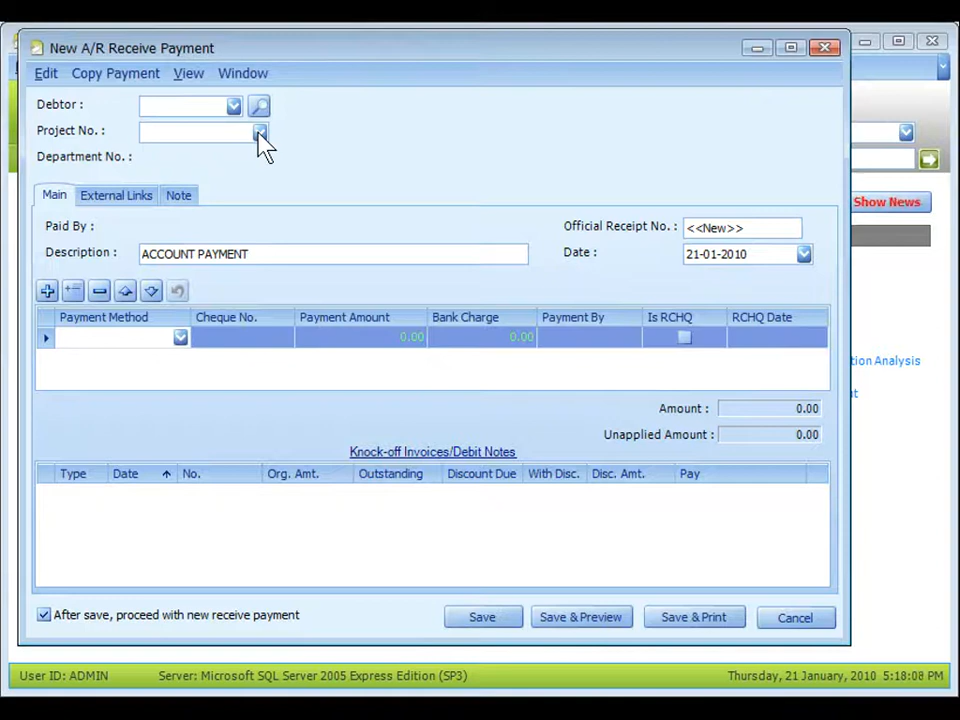 New A/R Receive Payment
Edit Copy Payment View Window
Debtor :
Project No. :
Department No. :
Show News
Main External Links Note
Paid By :
Official Receipt No. : <<New>>
Description : ACCOUNT PAYMENT
Date : 21-01-2010
Payment Method Cheque No. Payment Amount Bank Charge Payment By Is RCHQ RCHQ Date
0.00 0.00
tion Analysis
Amount : 0.00
Unapplied Amount : 0.00
Knock-off Invoices/Debit Notes
Type Date No. Org. Amt. Outstanding Discount Due With Disc. Disc. Amt. Pay
After save, proceed with new receive payment
Save Save & Preview Save & Print Cancel
User ID: ADMIN Server: Microsoft SQL Server 2005 Express Edition (SP3) Thursday, 21 January, 2010 5:18:08 PM